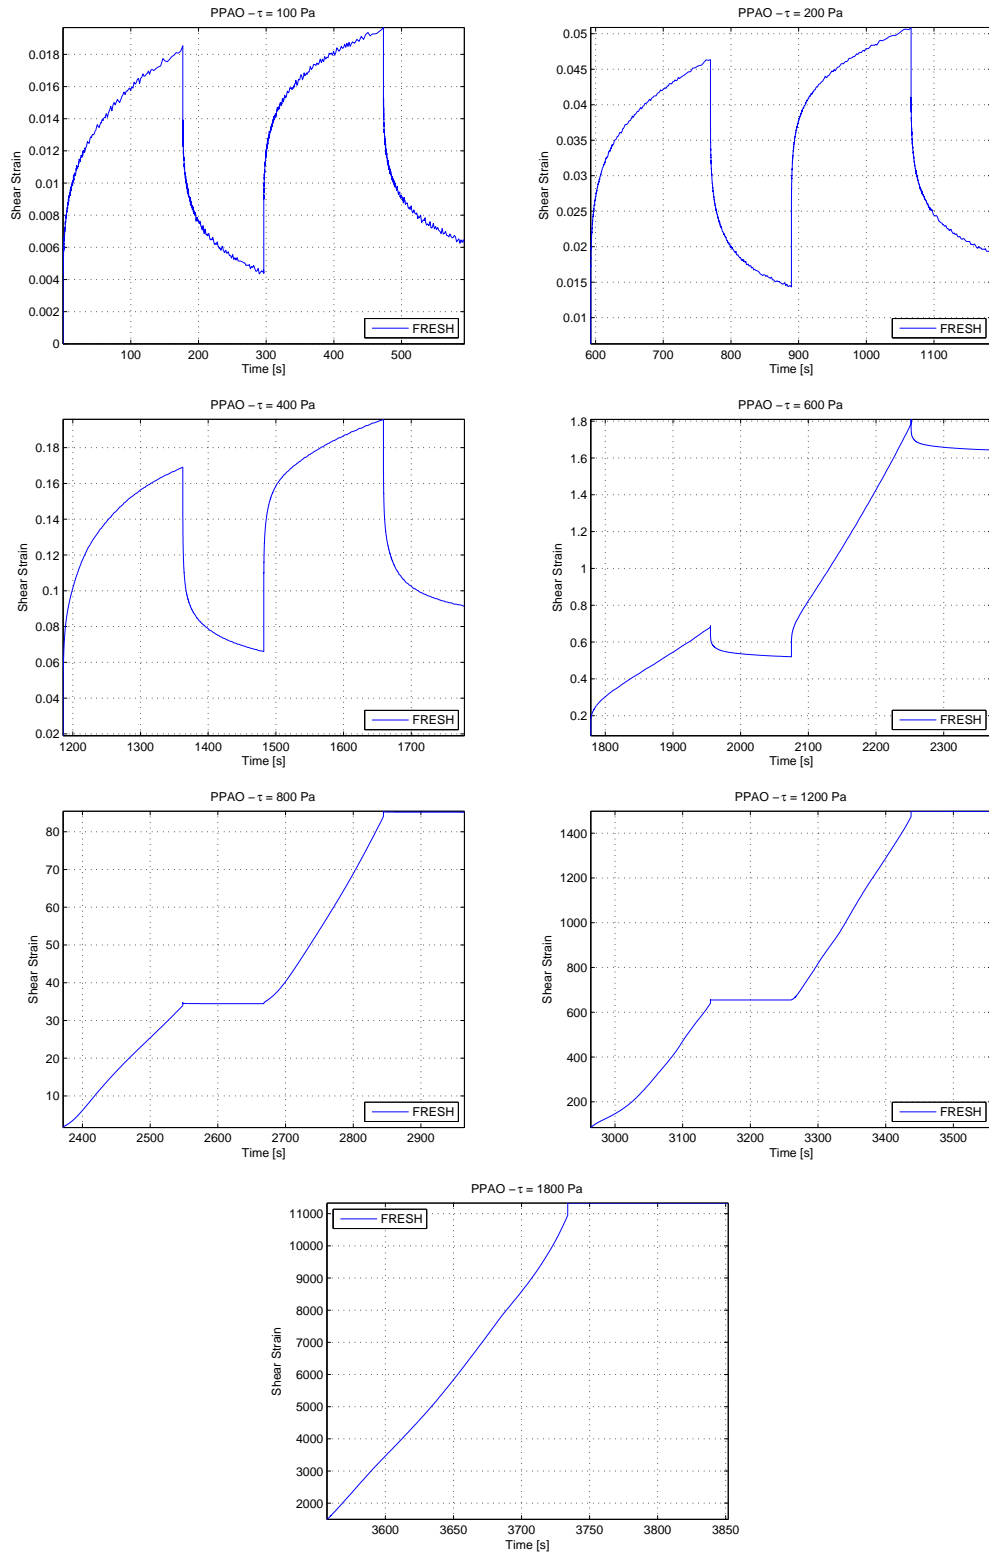 PPAO – τ = 100 Pa
Shear Strain
0.018
0.016
0.014
0.012
0.01
0.008
0.006
0.004
0.002
0
100 200 300 400 500
Time [s]
FRESH
PPAO – τ = 200 Pa
Shear Strain
0.05
0.045
0.04
0.035
0.03
0.025
0.02
0.015
0.01
600 700 800 900 1000 1100
Time [s]
FRESH
PPAO – τ = 400 Pa
Shear Strain
0.18
0.16
0.14
0.12
0.1
0.08
0.06
0.04
0.02
1200 1300 1400 1500 1600 1700
Time [s]
FRESH
PPAO – τ = 600 Pa
Shear Strain
1.8
1.6
1.4
1.2
1
0.8
0.6
0.4
0.2
1800 1900 2000 2100 2200 2300
Time [s]
FRESH
PPAO – τ = 800 Pa
Shear Strain
80
70
60
50
40
30
20
10
2400 2500 2600 2700 2800 2900
Time [s]
FRESH
PPAO – τ = 1200 Pa
Shear Strain
1400
1200
1000
800
600
400
200
3000 3100 3200 3300 3400 3500
Time [s]
FRESH
PPAO – τ = 1800 Pa
Shear Strain
11000
10000
9000
8000
7000
6000
5000
4000
3000
2000
3600 3650 3700 3750 3800 3850
Time [s]
FRESH